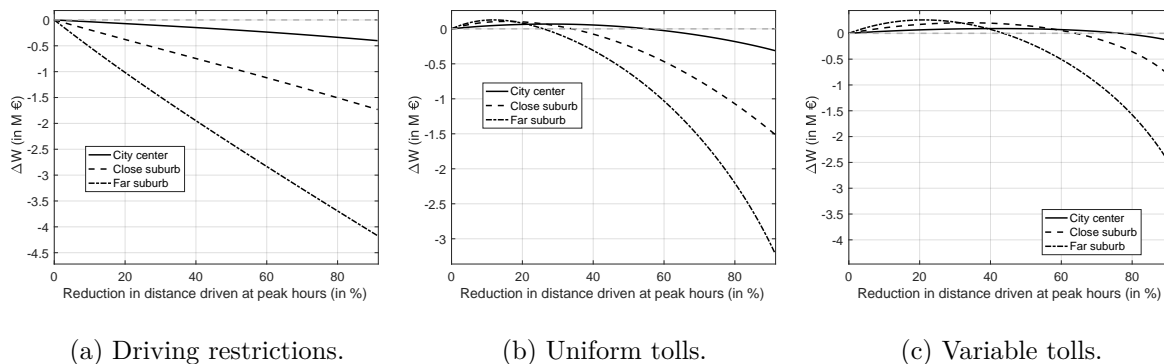 0
-0.5
-1
-1.5
-2
-2.5
-3
-3.5
-4
-4.5
ΔW (in M €)
City center
Close suburb
Far suburb
0 20 40 60 80
Reduction in distance driven at peak hours (in %)
(a) Driving restrictions.
0
-0.5
-1
-1.5
-2
-2.5
-3
ΔW (in M €)
City center
Close suburb
Far suburb
0 20 40 60 80
Reduction in distance driven at peak hours (in %)
(b) Uniform tolls.
0
-0.5
-1
-1.5
-2
-2.5
-3
-3.5
-4
ΔW (in M €)
City center
Close suburb
Far suburb
0 20 40 60 80
Reduction in distance driven at peak hours (in %)
(c) Variable tolls.